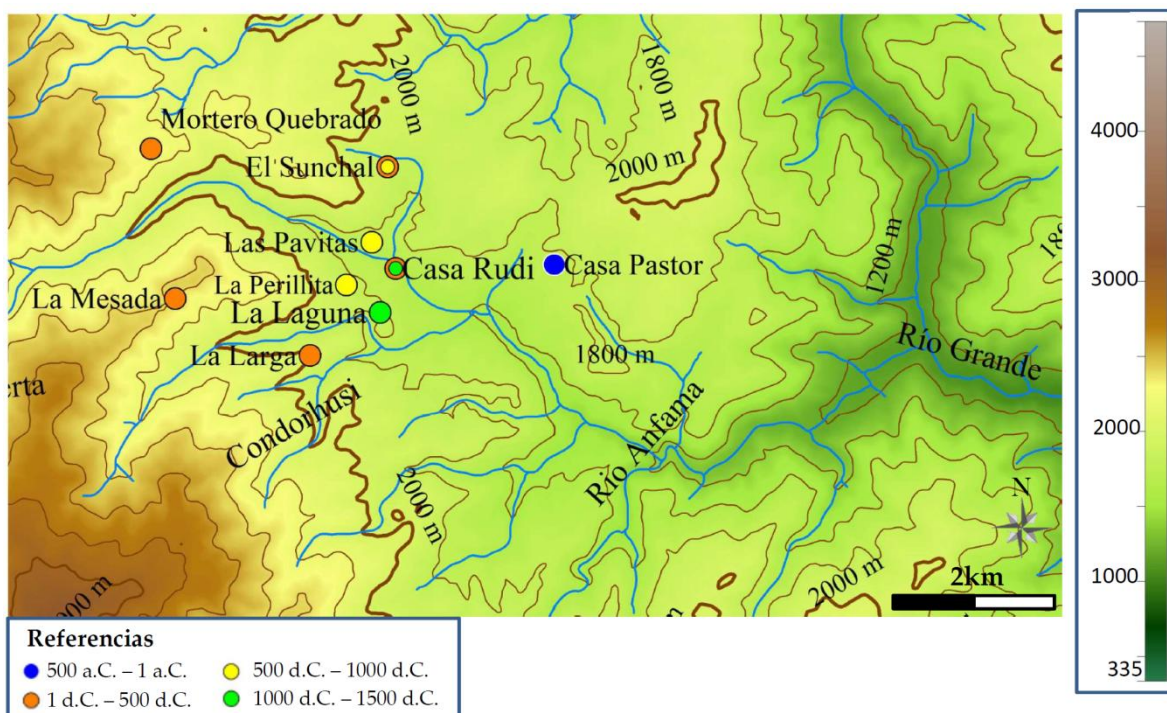 2000 m
1800 m
4000
Mortero Quebrado
El Sunchal
2000 m
Las Pavitas
1200 m
Casa Rudi
Casa Pastor
La Perillita
La Mesada
3000
La Laguna
1800 m
Río Grande
La Larga
erta
Condorhusi
2000
Río Anfama
2000 m
N
2000 m
2km
1000
335
Referencias
500 a.C. – 1 a.C.
500 d.C. – 1000 d.C.
1 d.C. – 500 d.C.
1000 d.C. – 1500 d.C.